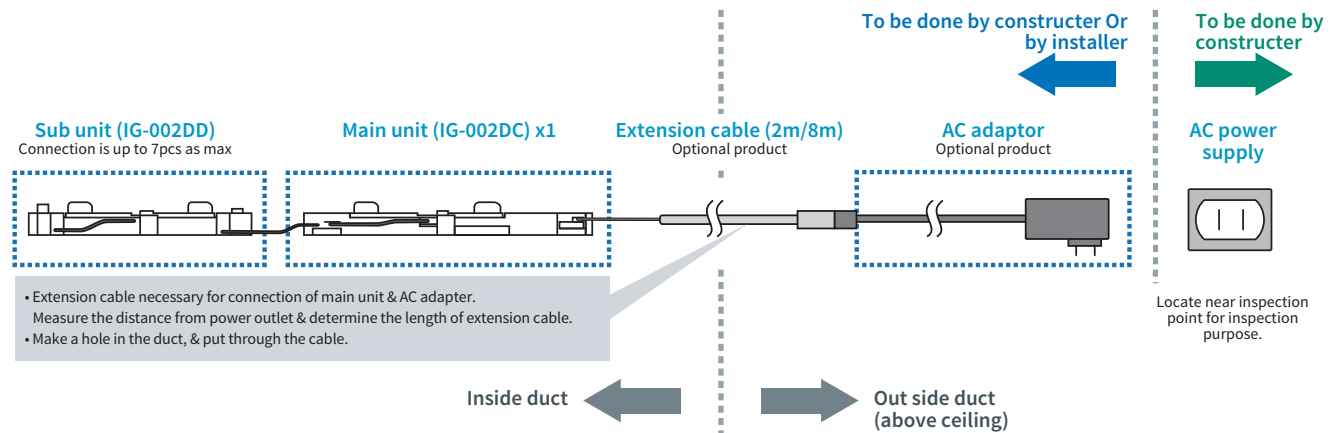 To be done by constructer Or
by installer
To be done by
constructer
Sub unit (IG-002DD)
Connection is up to 7pcs as max
Main unit (IG-002DC) x1
Extension cable (2m/8m)
Optional product
AC adaptor
Optional product
AC power
supply
• Extension cable necessary for connection of main unit & AC adapter.
Measure the distance from power outlet & determine the length of extension cable.
• Make a hole in the duct, & put through the cable.
Locate near inspection
point for inspection
purpose.
Inside duct
Out side duct
(above ceiling)